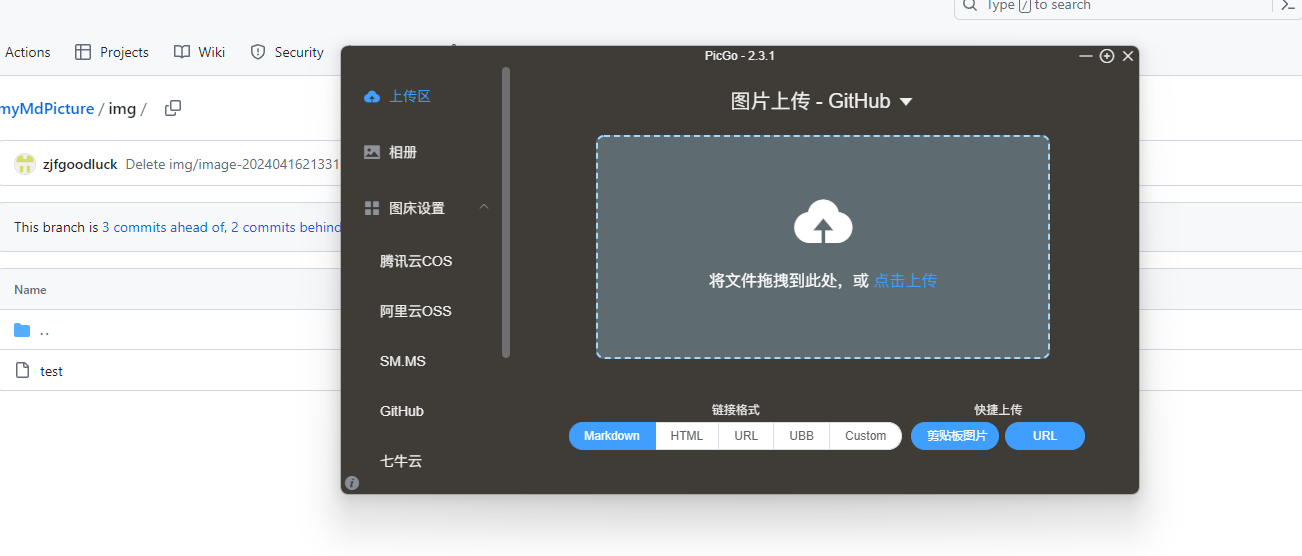 Type / to search
Actions
Projects
Wiki
Security
PicGo - 2.3.1
myMdPicture / img /
zjfgoodluck Delete img/image-2024041621331
This branch is 3 commits ahead of, 2 commits behind
Name
..
test
上传区
相册
图床设置
腾讯云COS
阿里云OSS
SM.MS
GitHub
七牛云
图片上传 - GitHub
将文件拖拽到此处，或 点击上传
链接格式
快捷上传
Markdown
HTML
URL
UBB
Custom
剪贴板图片
URL